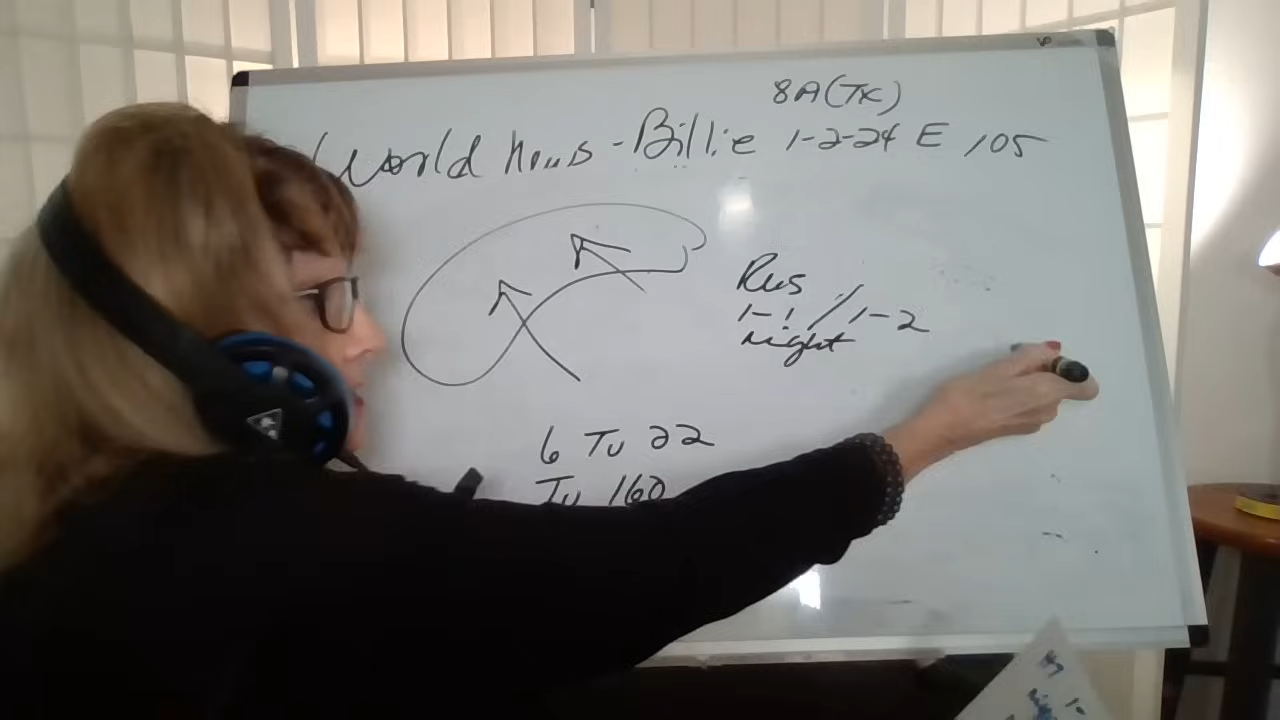 8A(TX)
World News - Billie 1-2-24 E 105
Rus
1-1/1-2
night
6 Tu 22
Tu 160